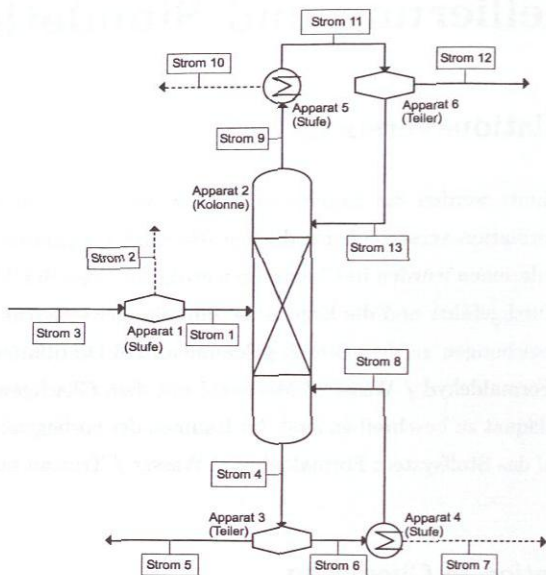 Strom 11
Strom 10
Strom 12
Apparat 5
(Stufe)
Apparat 6
(Teiler)
Strom 9
Apparat 2
(Kolonne)
Strom 13
Strom 2
Strom 3
Apparat 1
(Stufe)
Strom 1
Strom 8
Strom 4
Apparat 3
(Teiler)
Apparat 4
(Stufe)
Strom 5
Strom 6
Strom 7